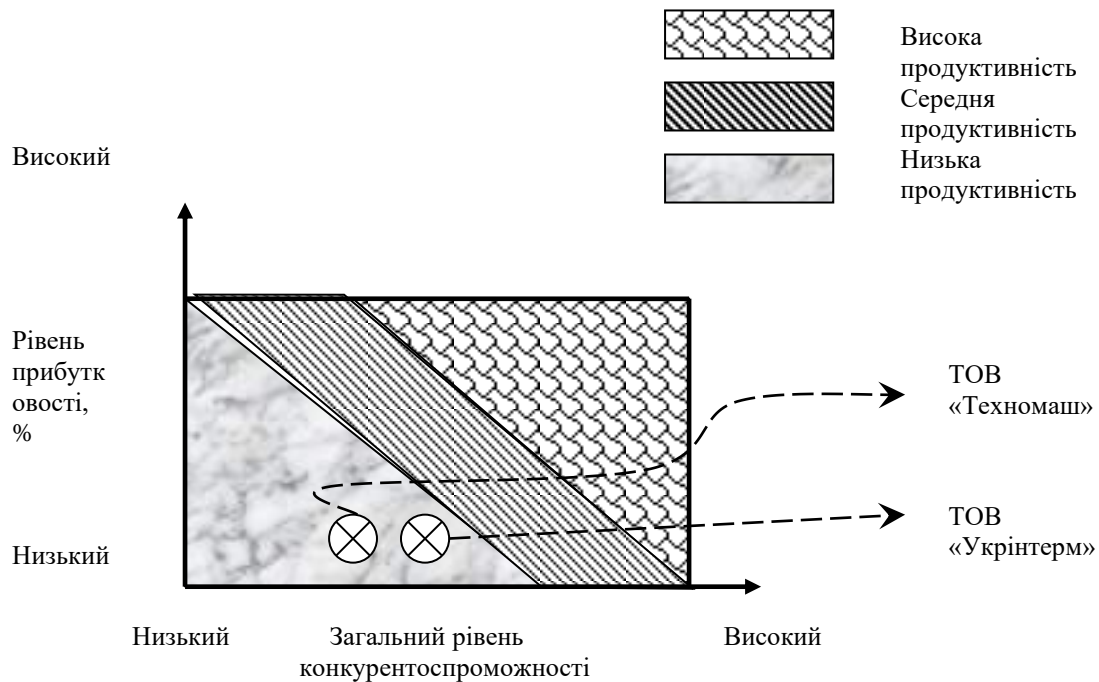 Висока
продуктивність
Середня
продуктивність
Низька
продуктивність
Високий
Рівень
прибутк
овості,
%
ТОВ
«Техномаш»
ТОВ
«Укрінтерм»
Низький
Низький
Загальний рівень
конкурентоспроможності
Високий